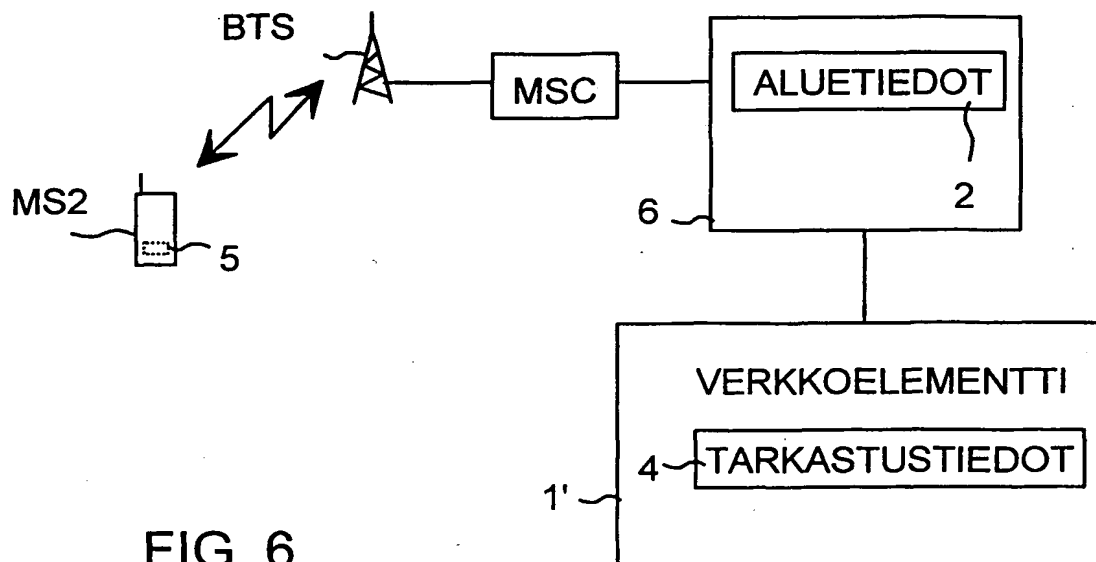 BTS
MSC
ALUETIEDOT
2
6
MS2
5
VERKKOELEMENTTI
4
TARKASTUSTIEDOT
1'
FIG. 6